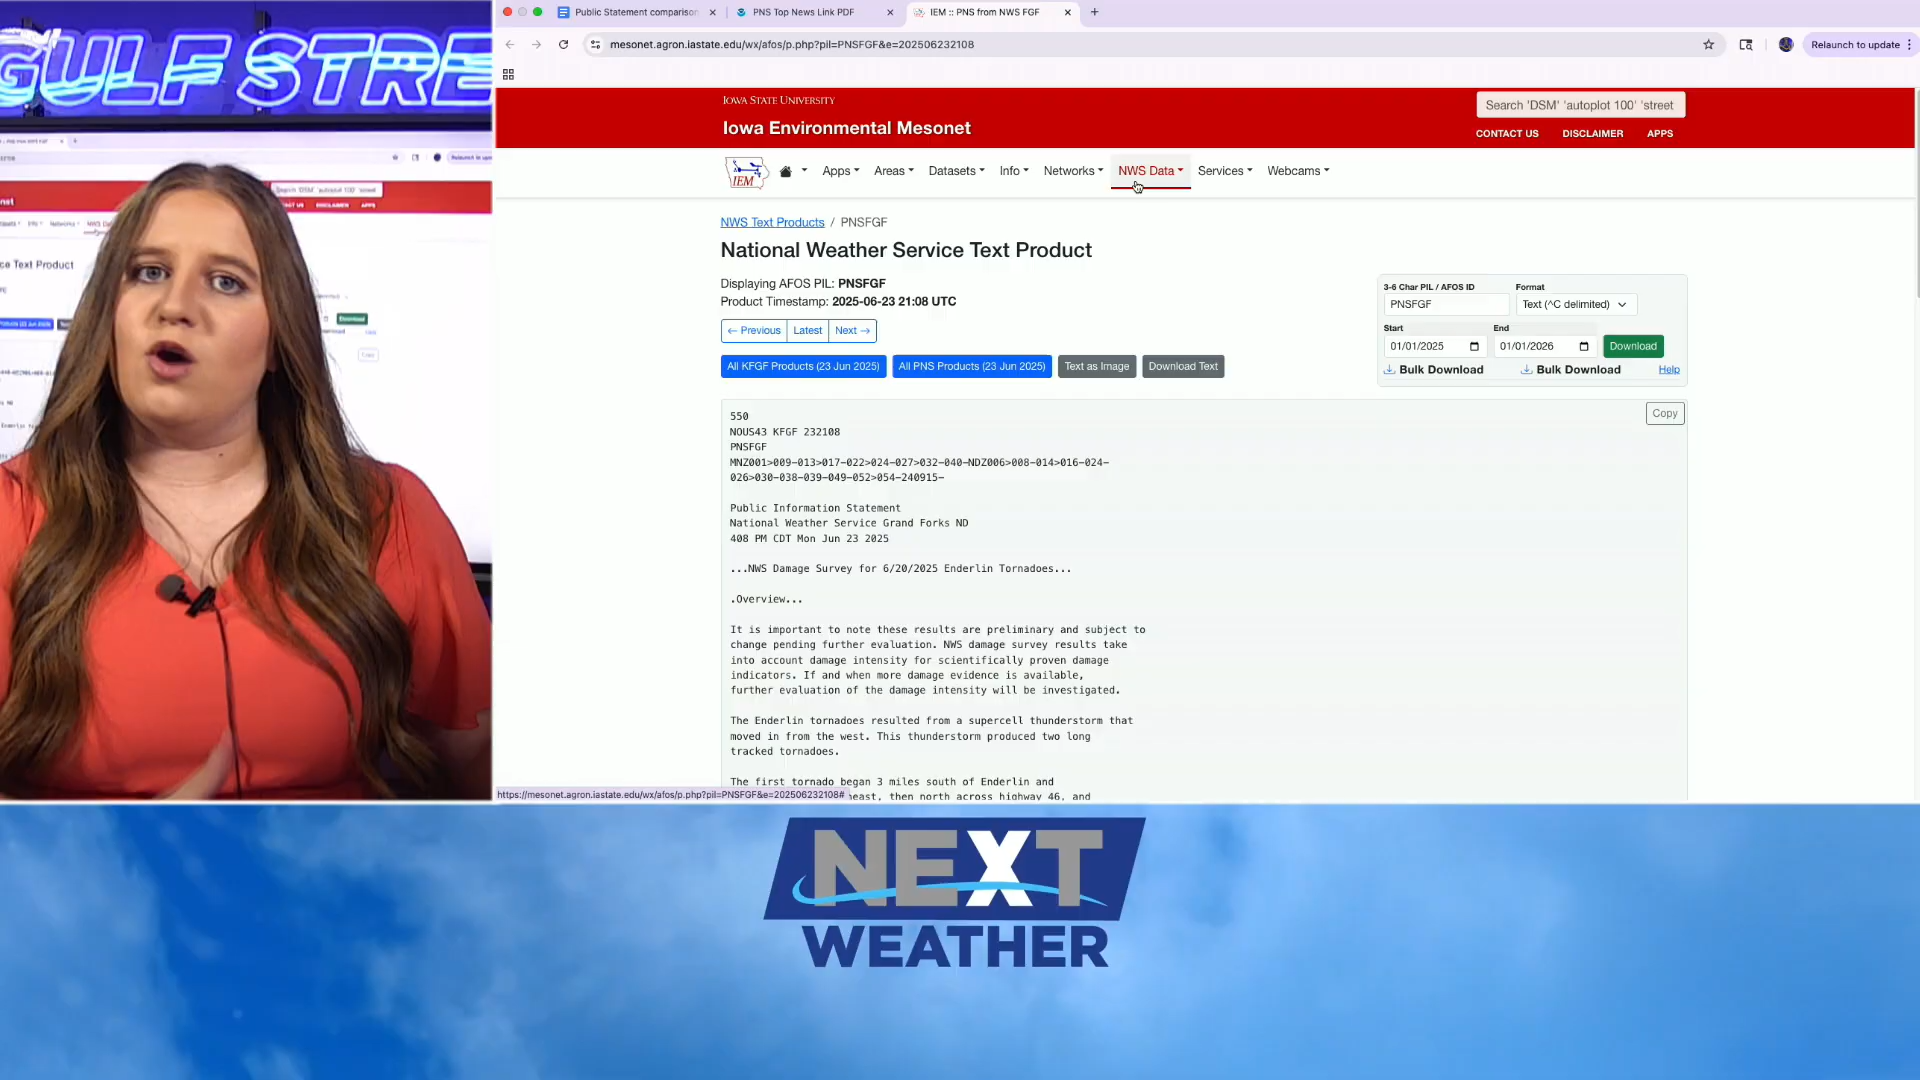 GULF STRE
Public Statement comparison
PNS Top News Link PDF
IEM :: PNS from NWS FGF
mesonet.agron.iastate.edu/wx/afos/p.php?pil=PNSFGF&e=202506232108
Relaunch to update
IOWA STATE UNIVERSITY
Iowa Environmental Mesonet
Search 'DSM' 'autoplot 100' 'street
CONTACT US DISCLAIMER APPS
IEM
Apps Areas Datasets Info Networks NWS Data Services Webcams
NWS Text Products / PNSFGF
National Weather Service Text Product
Displaying AFOS PIL: PNSFGF
Product Timestamp: 2025-06-23 21:08 UTC
← Previous Latest Next →
All KFGF Products (23 Jun 2025) All PNS Products (23 Jun 2025) Text as Image Download Text
3-6 Char PIL / AFOS ID Format
PNSFGF Text (^C delimited)
Start End
01/01/2025 01/01/2026 Download
Bulk Download Bulk Download Help
Copy
550
NOUS43 KFGF 232108
PNSFGF
MNZ001>009-013>017-022>024-027>032-040-NDZ006>008-014>016-024-
026>030-038-039-049-052>054-240915-
Public Information Statement
National Weather Service Grand Forks ND
408 PM CDT Mon Jun 23 2025
...NWS Damage Survey for 6/20/2025 Enderlin Tornadoes...
.Overview...
It is important to note these results are preliminary and subject to
change pending further evaluation. NWS damage survey results take
into account damage intensity for scientifically proven damage
indicators. If and when more damage evidence is available,
further evaluation of the damage intensity will be investigated.
The Enderlin tornadoes resulted from a supercell thunderstorm that
moved in from the west. This thunderstorm produced two long
tracked tornadoes.
The first tornado began 3 miles south of Enderlin and
heast, then north across highway 46, and
https://mesonet.agron.iastate.edu/wx/afos/p.php?pil=PNSFGF&e=202506232108#
ce Text Product
NEXT
WEATHER